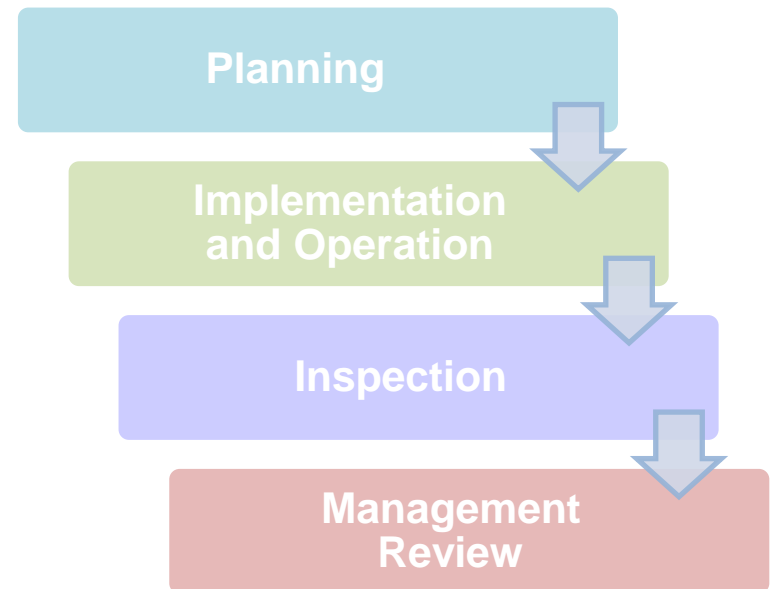 Planning
Implementation
and Operation
Inspection
Management
Review